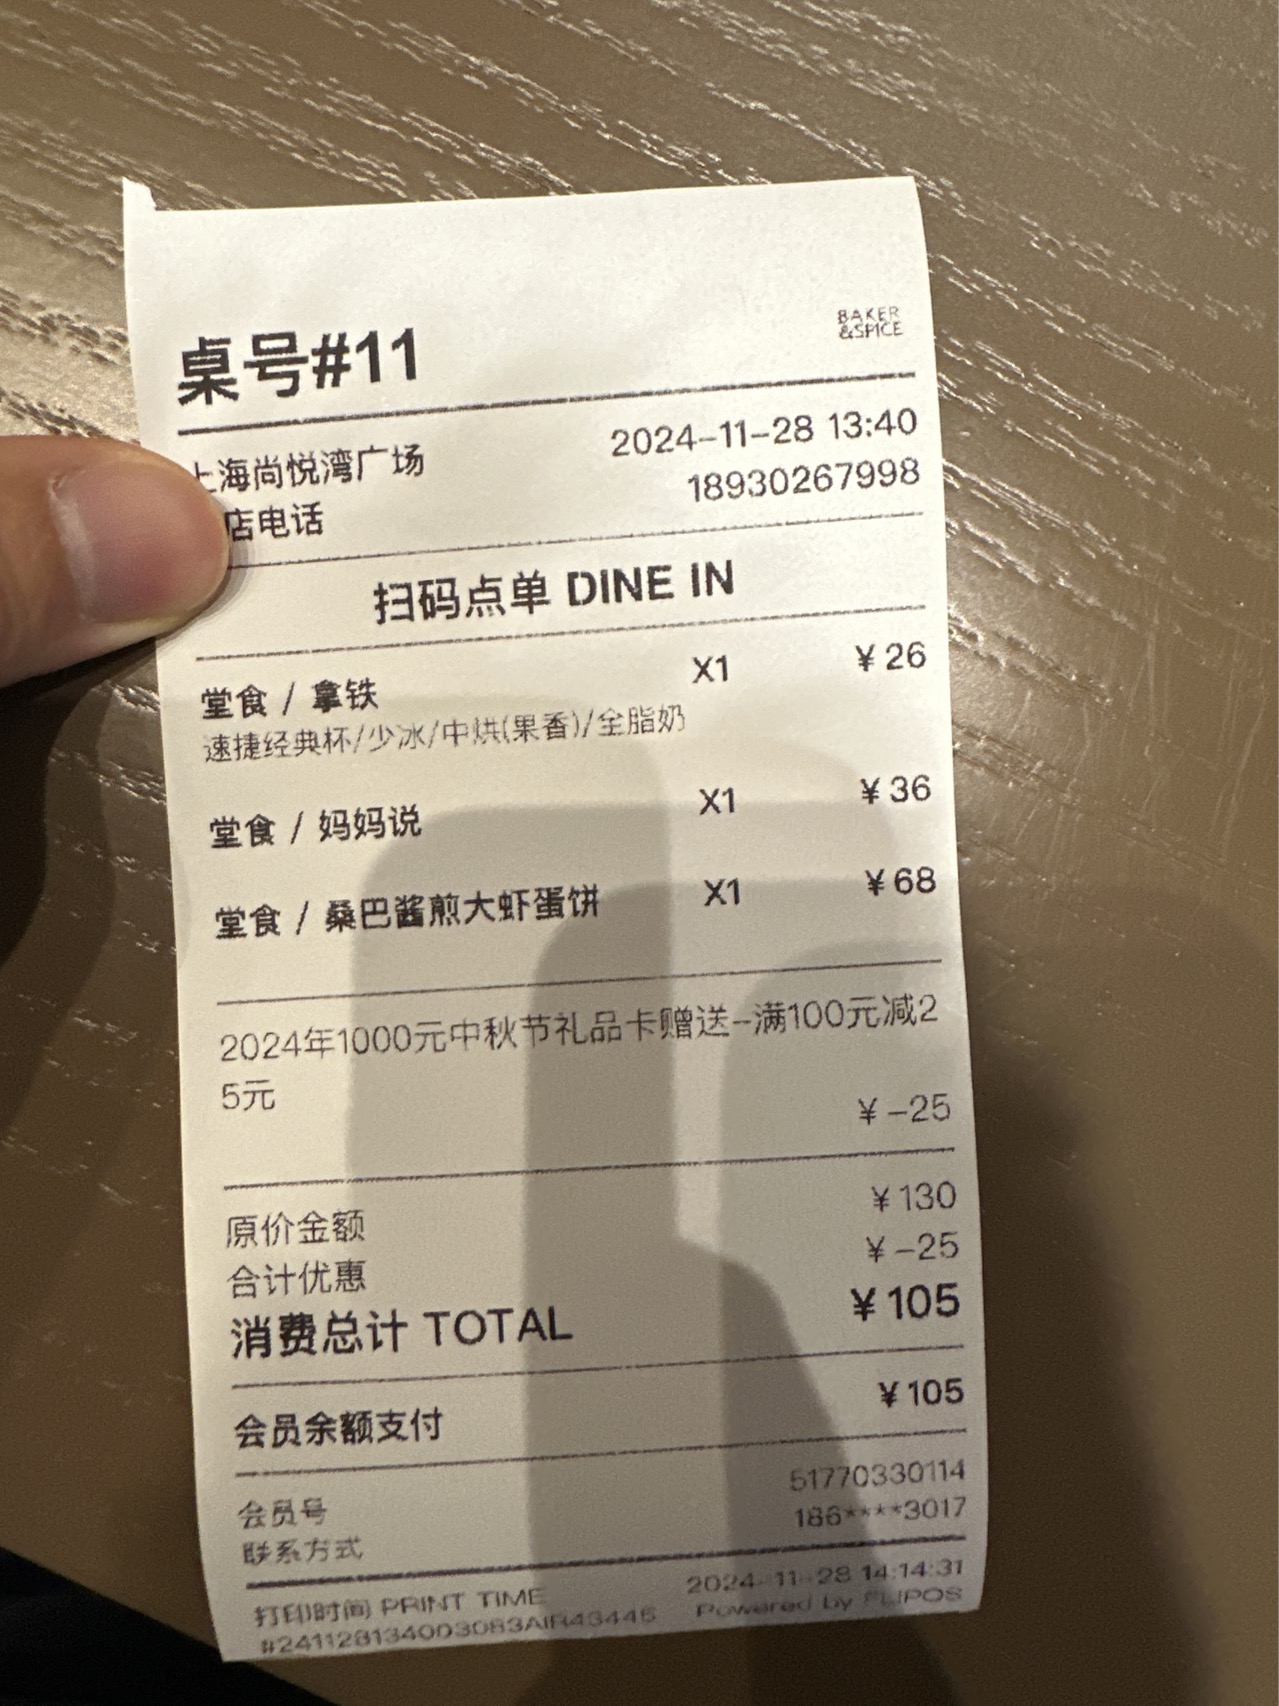 桌号#11
BAKER
&SPICE
上海尚悦湾广场 2024-11-28 13:40
店电话 18930267998
扫码点单 DINE IN
堂食 / 拿铁 X1 ¥26
速捷经典杯/少冰/中烘(果香)/全脂奶
堂食 / 妈妈说 X1 ¥36
堂食 / 桑巴酱煎大虾蛋饼 X1 ¥68
2024年1000元中秋节礼品卡赠送-满100元减2
5元
¥-25
原价金额 ¥130
合计优惠 ¥-25
消费总计 TOTAL ¥105
会员余额支付 ¥105
会员号 51770330114
联系方式 186****3017
打印时间 PRINT TIME 2024-11-28 14:14:31
#241128134003083AIR43446 Powered by FLIPOS